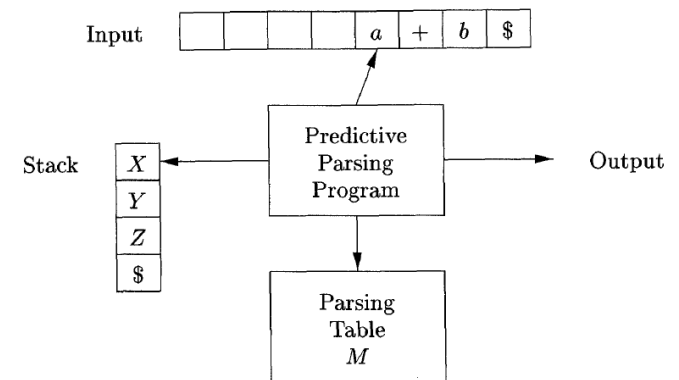 Input a + b $
Predictive
Parsing
Program
Stack
X
Y
Z
$
Output
Parsing
Table
M